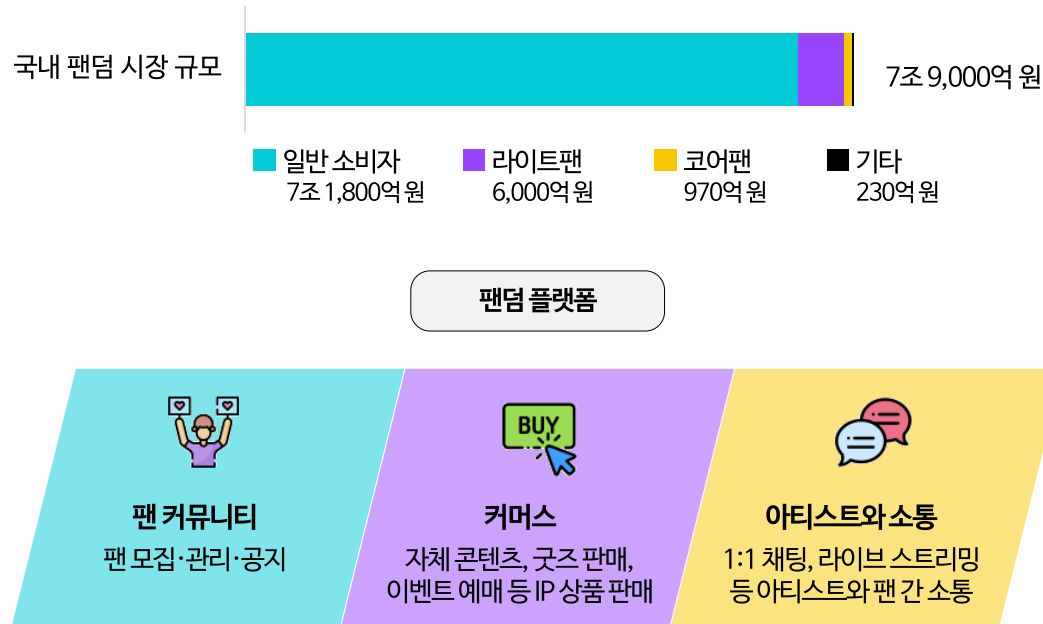 국내 팬덤 시장 규모
7조 9,000억 원
일반 소비자
7조 1,800억 원
라이트팬
6,000억 원
코어팬
970억 원
기타
230억 원
팬덤 플랫폼
팬 커뮤니티
팬 모집·관리·공지
BUY
커머스
자체 콘텐츠, 굿즈 판매,
이벤트 예매 등 IP 상품 판매
아티스트와 소통
1:1 채팅, 라이브 스트리밍
등 아티스트와 팬 간 소통